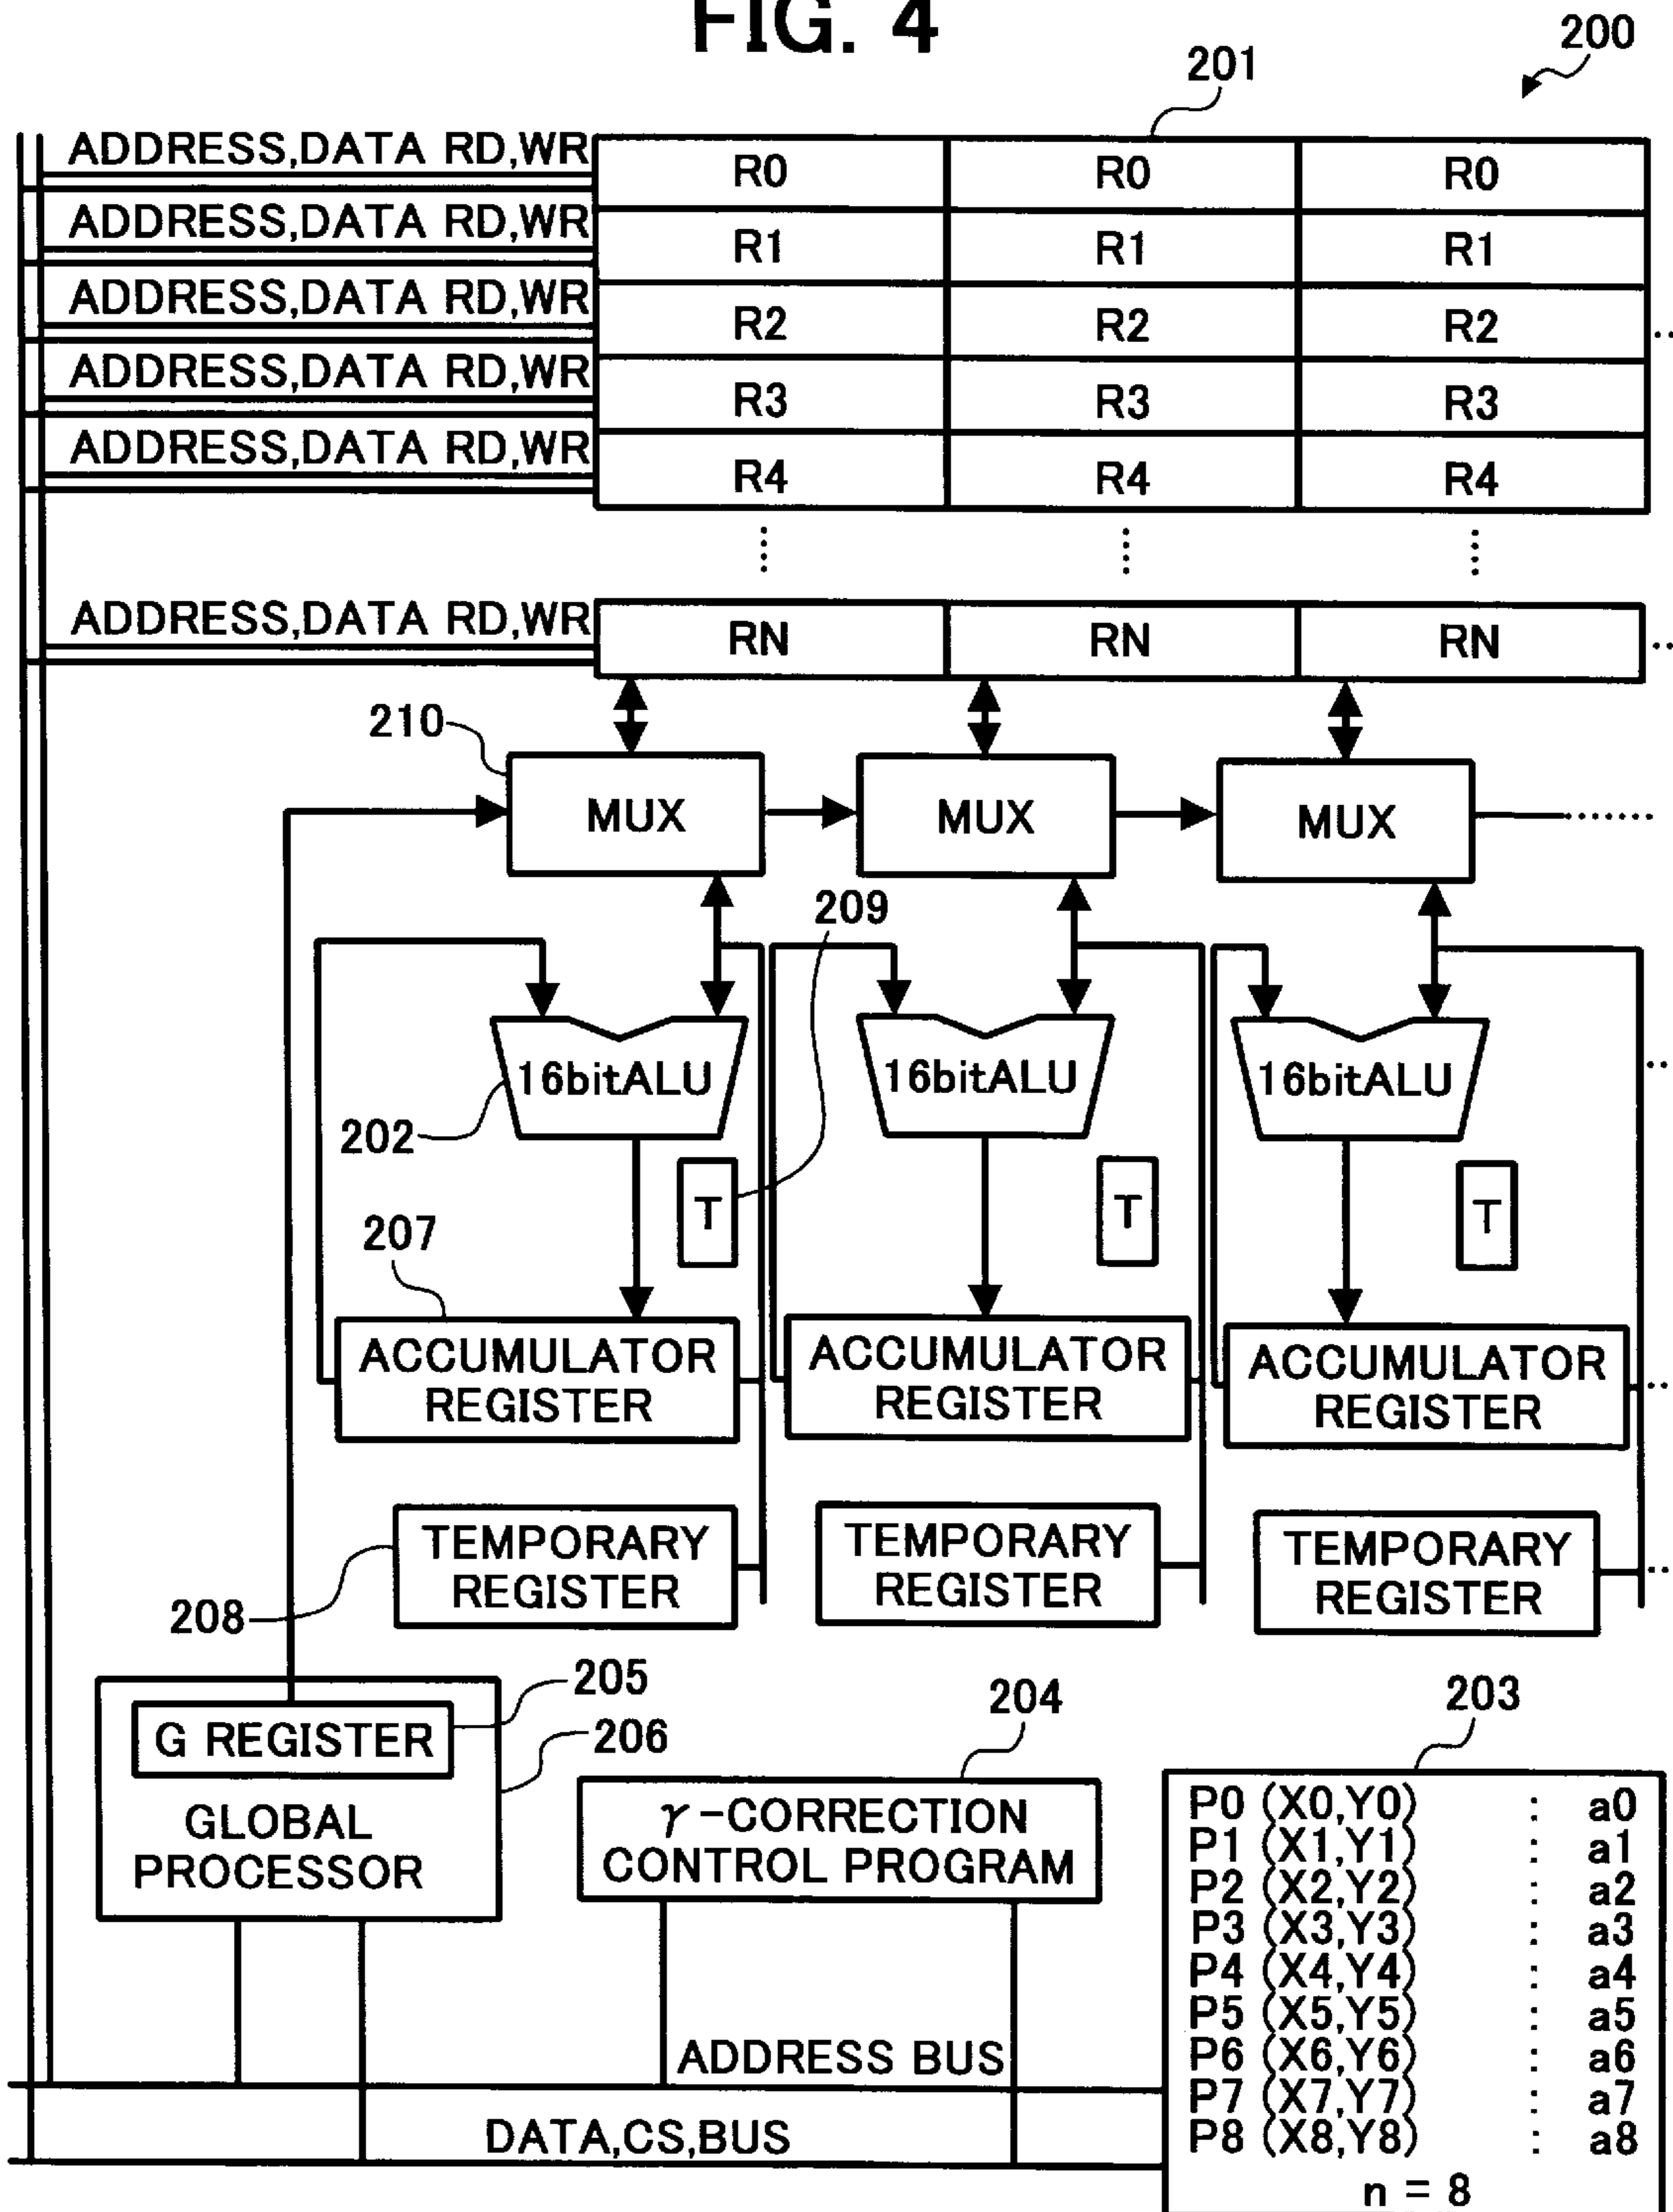 FIG. 4
200
201
ADDRESS,DATA RD,WR R0 R0 R0
ADDRESS,DATA RD,WR R1 R1 R1
ADDRESS,DATA RD,WR R2 R2 R2
ADDRESS,DATA RD,WR R3 R3 R3
ADDRESS,DATA RD,WR R4 R4 R4
ADDRESS,DATA RD,WR RN RN RN
210
MUX MUX MUX
209
16bitALU 16bitALU 16bitALU
202
T T T
207
ACCUMULATOR REGISTER
ACCUMULATOR REGISTER
ACCUMULATOR REGISTER
TEMPORARY REGISTER
TEMPORARY REGISTER
TEMPORARY REGISTER
208
205
G REGISTER
206
GLOBAL
PROCESSOR
204
γ-CORRECTION
CONTROL PROGRAM
203
P0 (X0,Y0) : a0
P1 (X1,Y1) : a1
P2 (X2,Y2) : a2
P3 (X3,Y3) : a3
P4 (X4,Y4) : a4
P5 (X5,Y5) : a5
P6 (X6,Y6) : a6
P7 (X7,Y7) : a7
P8 (X8,Y8) : a8
n = 8
ADDRESS BUS
DATA,CS,BUS